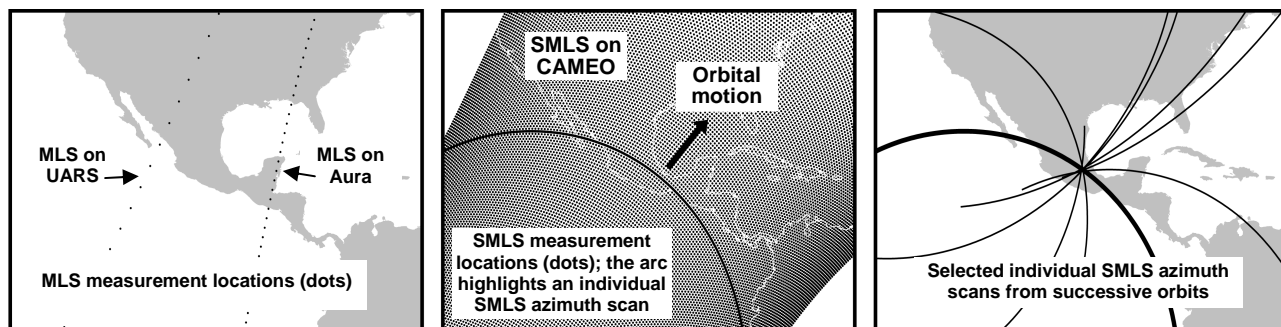 MLS on
UARS
MLS on
Aura
MLS measurement locations (dots)
SMLS on
CAMEO
Orbital
motion
SMLS measurement
locations (dots); the arc
highlights an individual
SMLS azimuth scan
Selected individual SMLS azimuth
scans from successive orbits